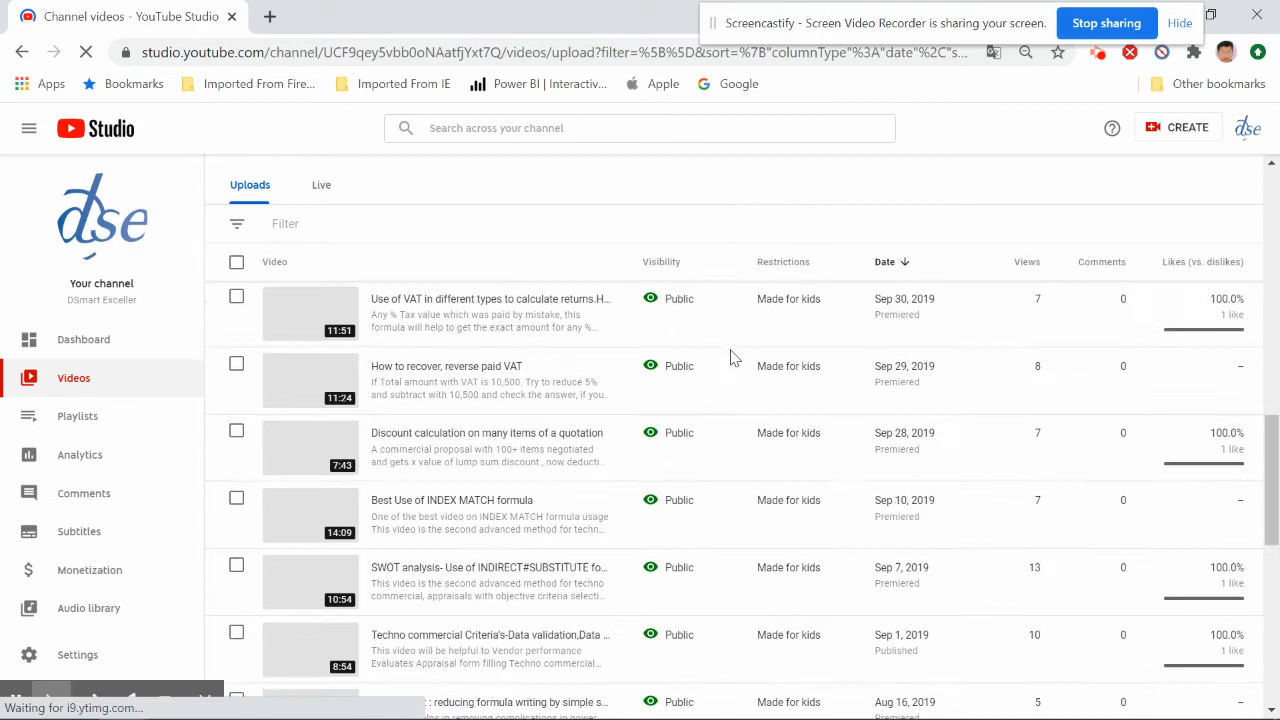 Channel videos - YouTube Studio
Screencastify - Screen Video Recorder is sharing your screen.
Stop sharing
Hide
Apps
Bookmarks
Imported From Fire...
Imported From IE
Power BI | Interactiv...
Apple
Google
Other bookmarks
Studio
Search across your channel
CREATE
dse
dse
Your channel
DSmart Exceller
Dashboard
Videos
Playlists
Analytics
Comments
Subtitles
Monetization
Audio library
Settings
Uploads
Live
Filter
Video
Visibility
Restrictions
Date
Views
Comments
Likes (vs. dislikes)
11:51
Use of VAT in different types to calculate returns.H...
Any % Tax value which was paid by mistake, this
formula will help to get the exact amount for any %...
Public
Made for kids
Sep 30, 2019
Premiered
7
0
100.0%
1 like
11:24
How to recover, reverse paid VAT
If Total amount with VAT is 10,500. Try to reduce 5%
and subtract with 10,500 and check the answer, if you...
Public
Made for kids
Sep 29, 2019
Premiered
8
0
–
7:43
Discount calculation on many items of a quotation
A commercial proposal with 100+ items negotiated
and gets x value of lump sum discount , now deducti...
Public
Made for kids
Sep 28, 2019
Premiered
7
0
100.0%
1 like
14:09
Best Use of INDEX MATCH formula
One of the best video on INDEX MATCH formula usage
This video is the second advanced method for techn...
Public
Made for kids
Sep 10, 2019
Premiered
7
0
–
10:54
SWOT analysis- Use of INDIRECT#SUBSTITUTE fo...
This video is the second advanced method for techno
commercial, appraisals with objective criteria selecti...
Public
Made for kids
Sep 7, 2019
Premiered
13
0
100.0%
1 like
8:54
Techno commercial Criteria's-Data validation,Data ...
This video will be helpful to Vendor performance
Evaluates Appraisal form filling Techno commercial...
Public
Made for kids
Sep 1, 2019
Published
10
0
100.0%
1 like
: reducing formula writing by simple s...
in removing complications in power...
Public
Made for kids
Aug 16, 2019
Premiered
5
0
Waiting for i9.ytimg.com...